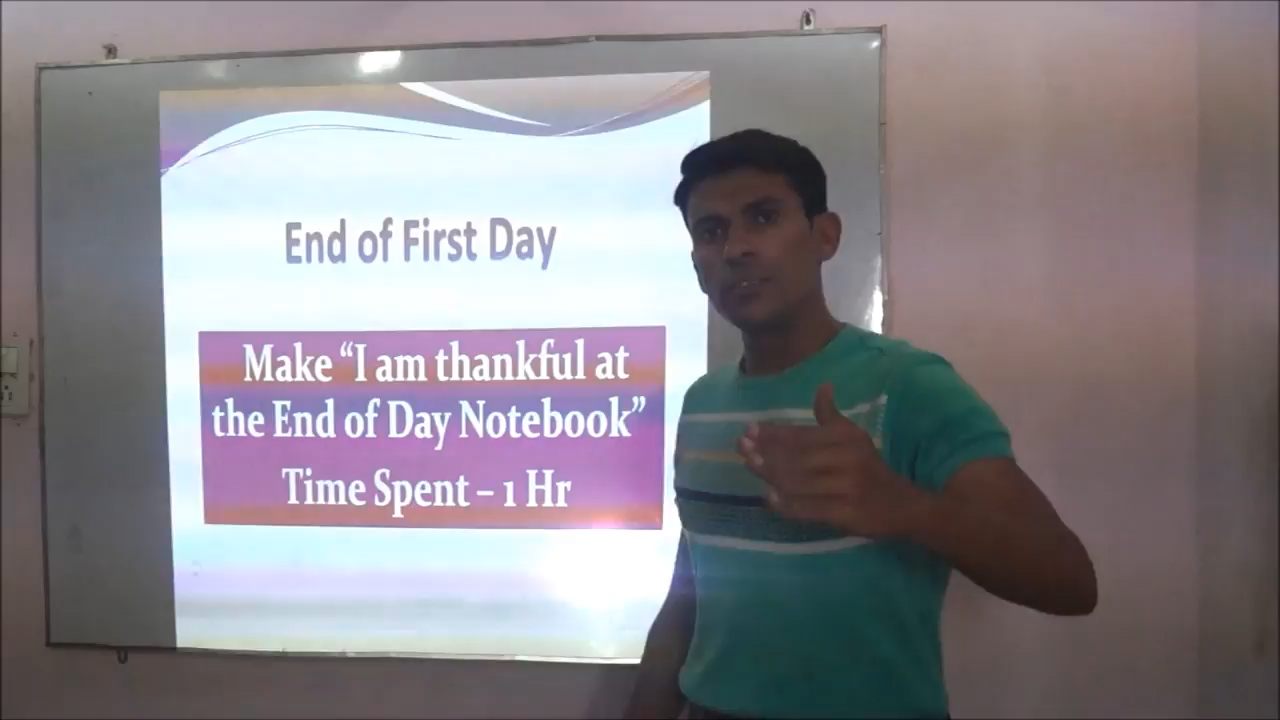 End of First Day
Make “I am thankful at
the End of Day Notebook”
Time Spent – 1 Hr